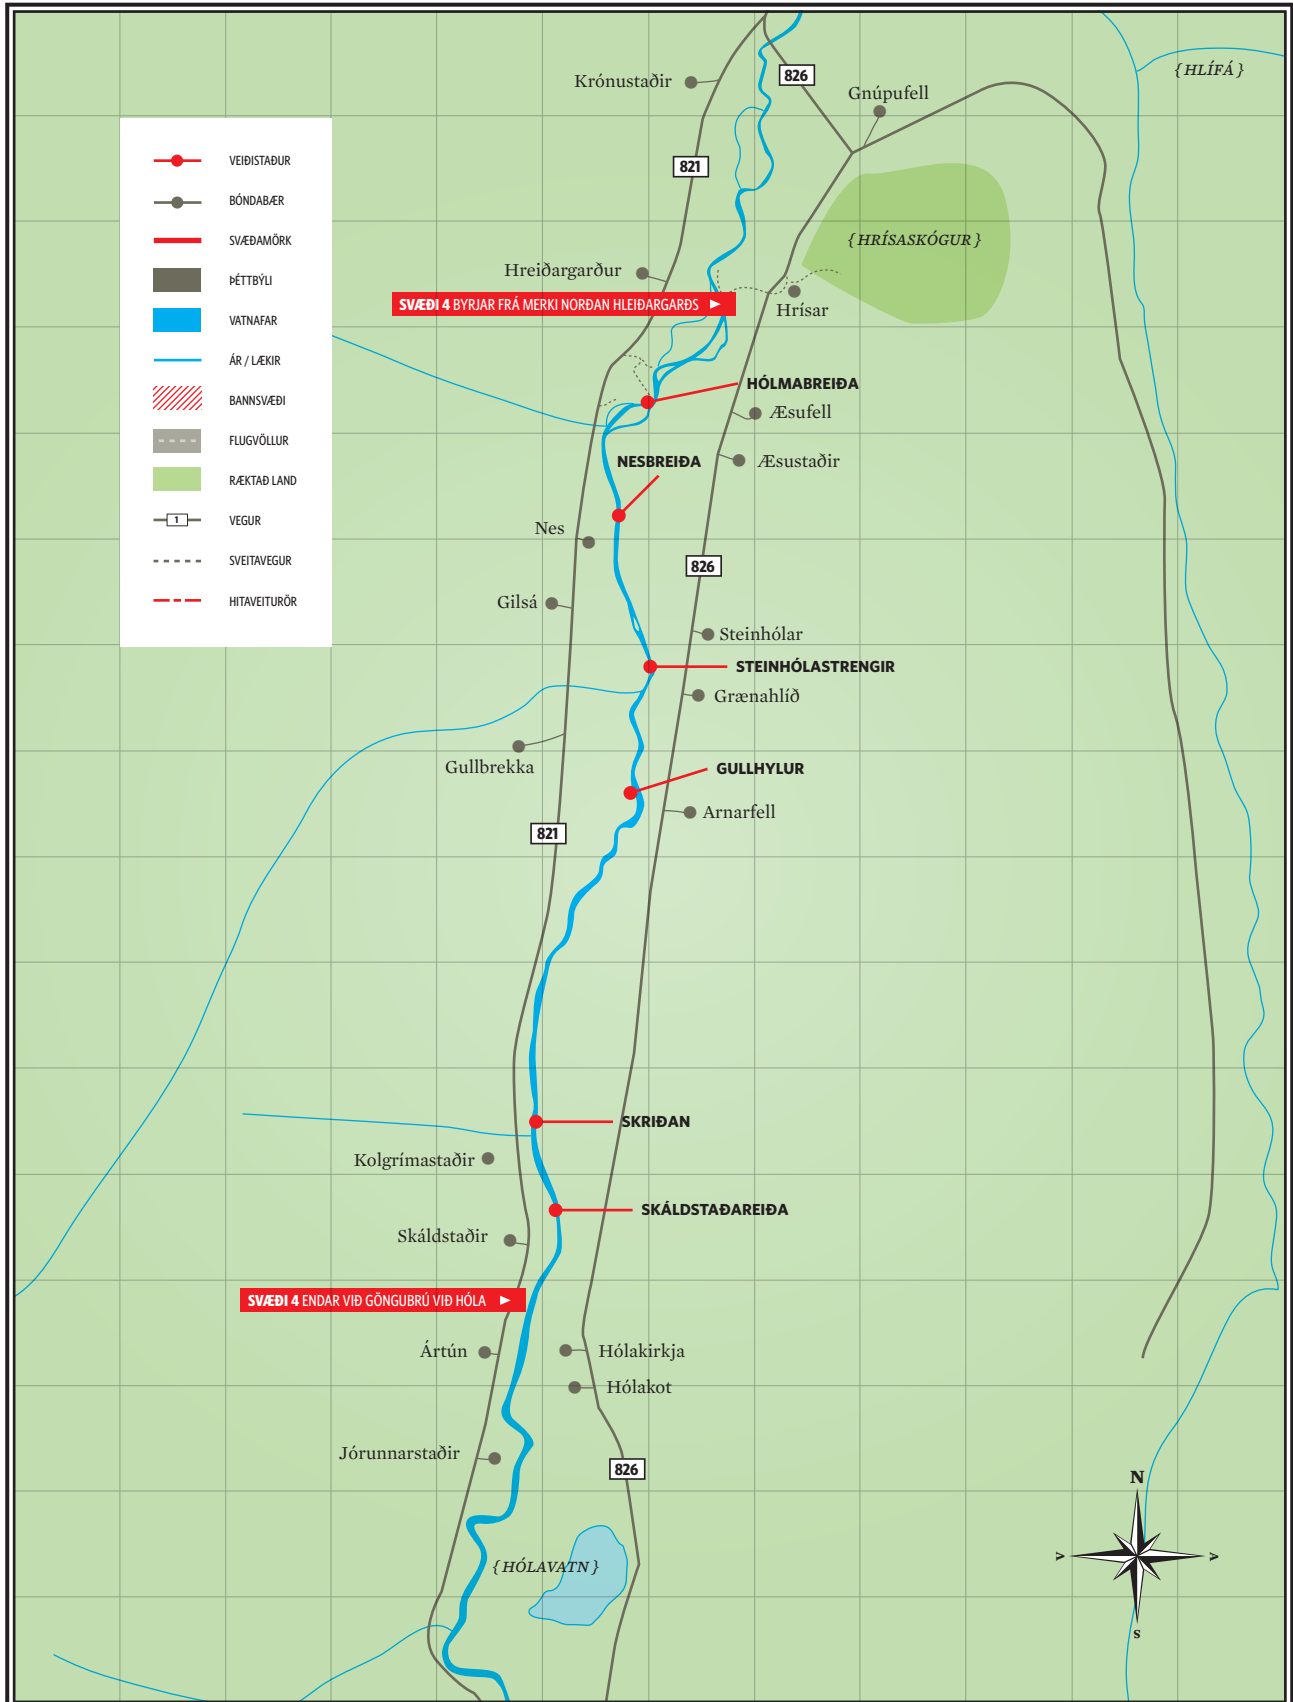 {HLÍFÁ}
Krónustaðir
826
Gnúpufell
VEIÐISTAÐUR
821
BÓNDABÆR
SVÆÐAMÖRK
{HRÍSASKÓGUR}
ÞÉTTBÝLI
Hreiðargarður
SVÆÐI 4 BYRJAR FRÁ MERKI NORÐAN HLEIÐARGARÐS
Hrísar
VATNAFAR
ÁR / LÆKIR
HÓLMABREIÐA
BANNSVÆÐI
Æsufell
FLUGVÖLLUR
NESBREIÐA
Æsustaðir
RÆKTAÐ LAND
1
VEGUR
Nes
SVEITAVEGUR
826
HITAVEITURÖR
Gilsá
Steinhólar
STEINHÓLASTRENGIR
Grænahlíð
Gullbrekka
GULLHYLUR
Arnarfell
821
SKRIÐAN
Kolgrímastaðir
SKÁLDSTAÐAREIÐA
Skáldstaðir
SVÆÐI 4 ENDAR VIÐ GÖNGUBRÚ VIÐ HÓLA
Ártún
Hólakirkja
Hólakot
Jórunnarstaðir
826
N
{HÓLAVATN}
V
A
S